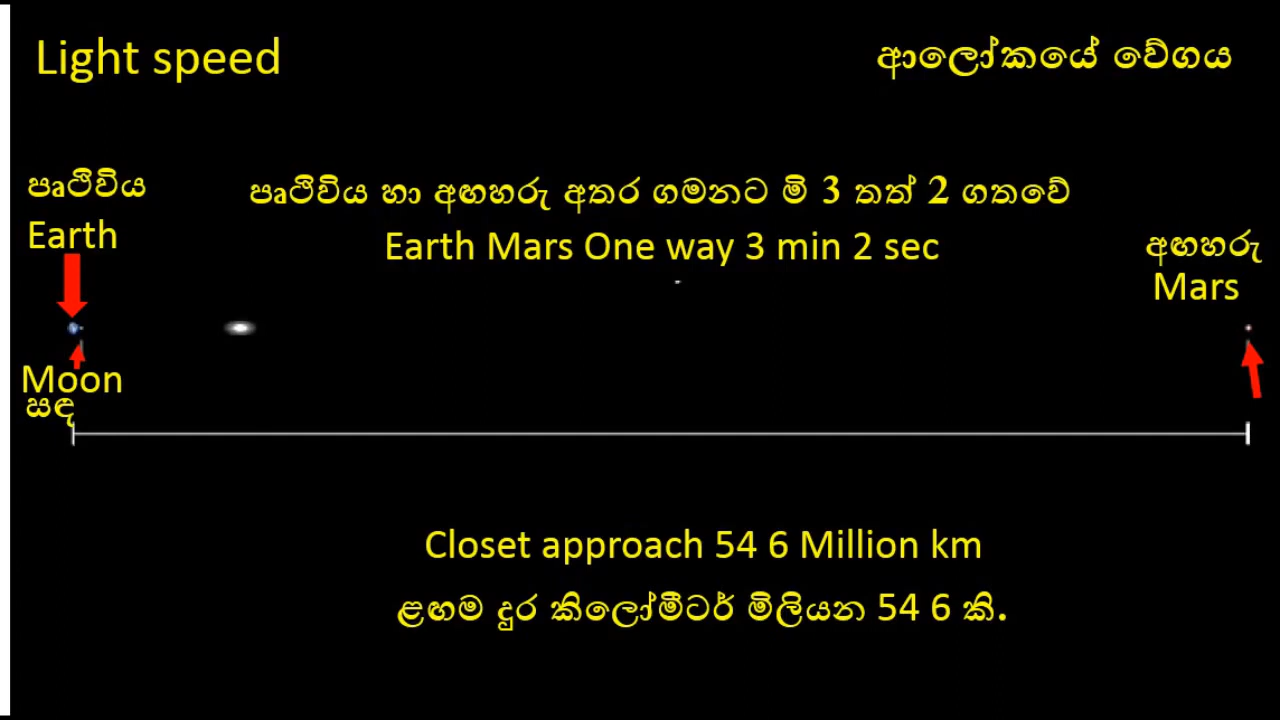 Light speed
ආලෝකයේ වේගය
පෘථිවිය
Earth
පෘථිවිය හා අඟහරු අතර ගමනට මි 3 තත් 2 ගතවේ
Earth Mars One way 3 min 2 sec
අඟහරු
Mars
Moon
සඳ
Closet approach 54 6 Million km
ළඟම දුර කිලෝමීටර් මිලියන 54 6 කි.